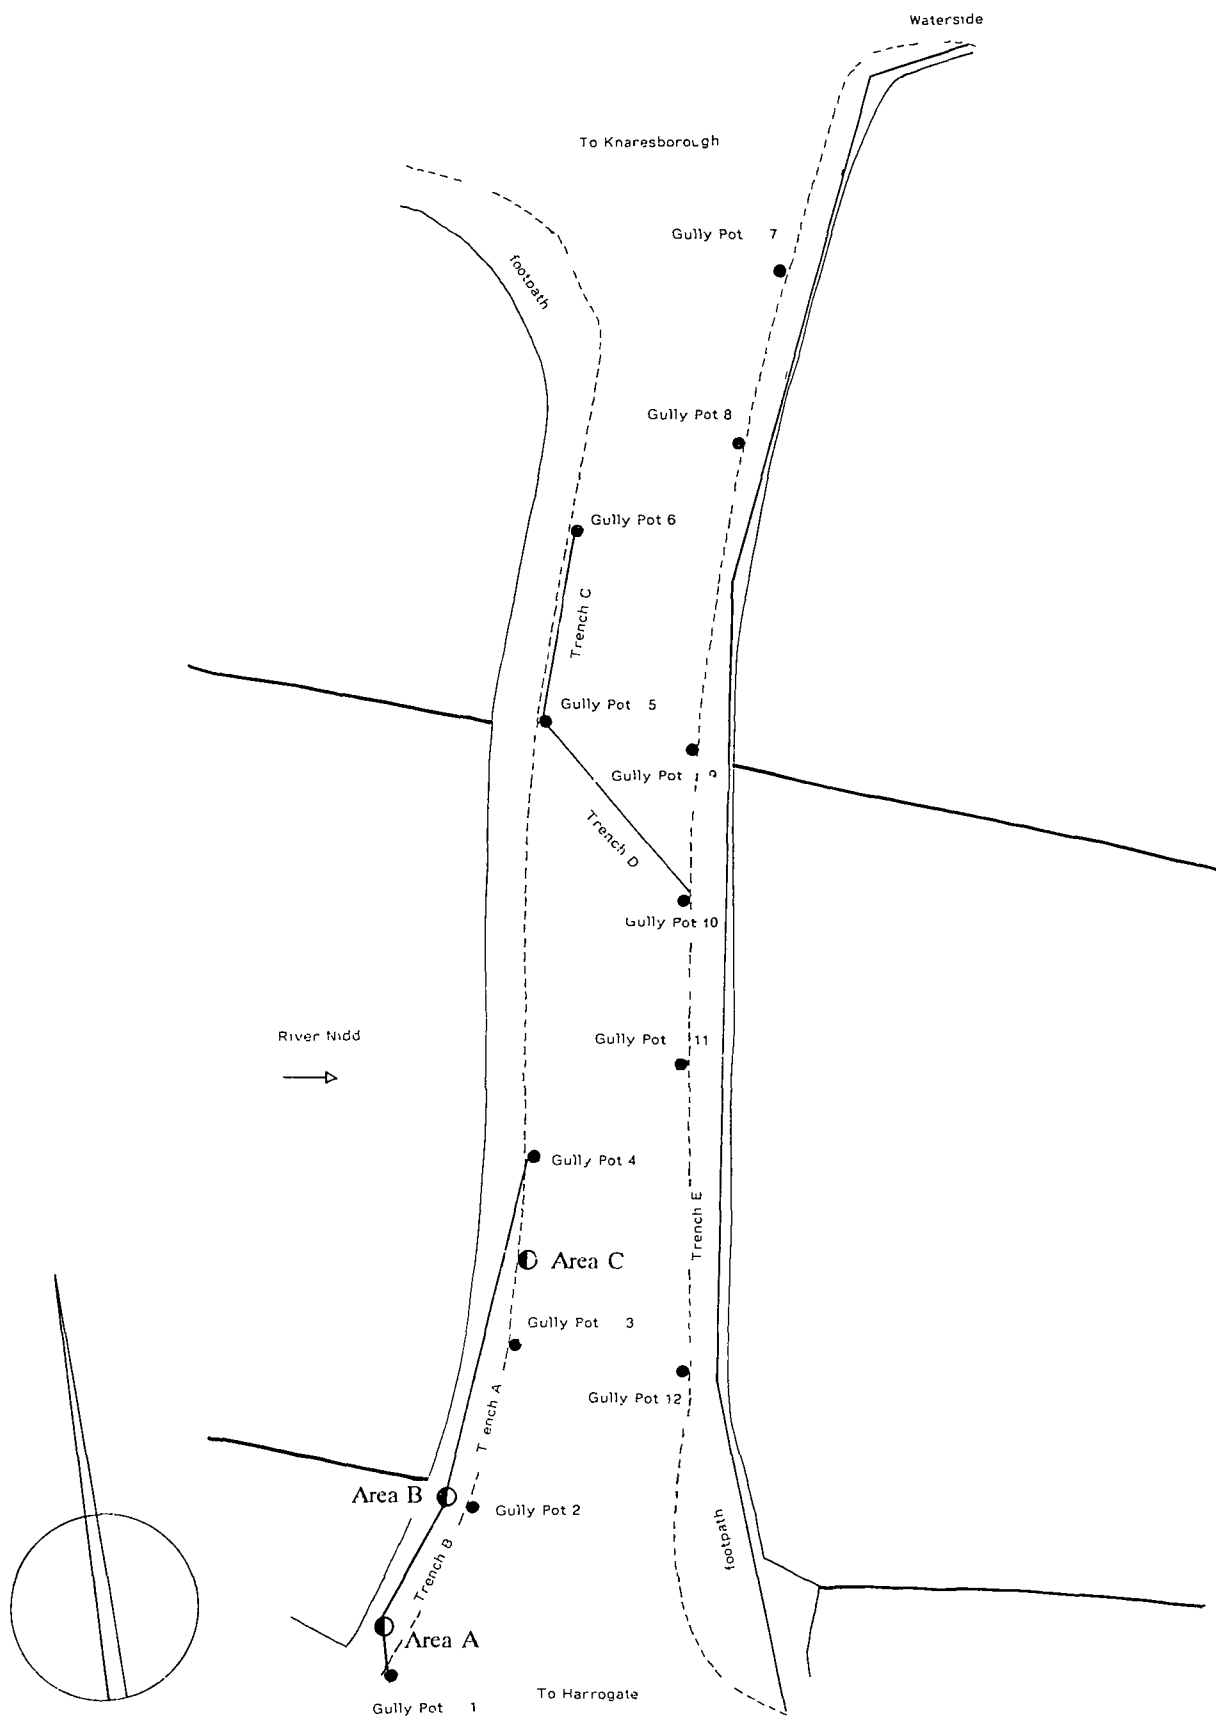 Waterside
To Knaresborough
Gully Pot 7
footpath
Gully Pot 8
Gully Pot 6
Trench C
Gully Pot 5
Gully Pot 9
Trench D
Gully Pot 10
River Nidd
Gully Pot 11
Gully Pot 4
Trench E
Area C
Gully Pot 3
Gully Pot 12
T ench A
Area B
Gully Pot 2
footpath
Trench B
Area A
To Harrogate
Gully Pot 1